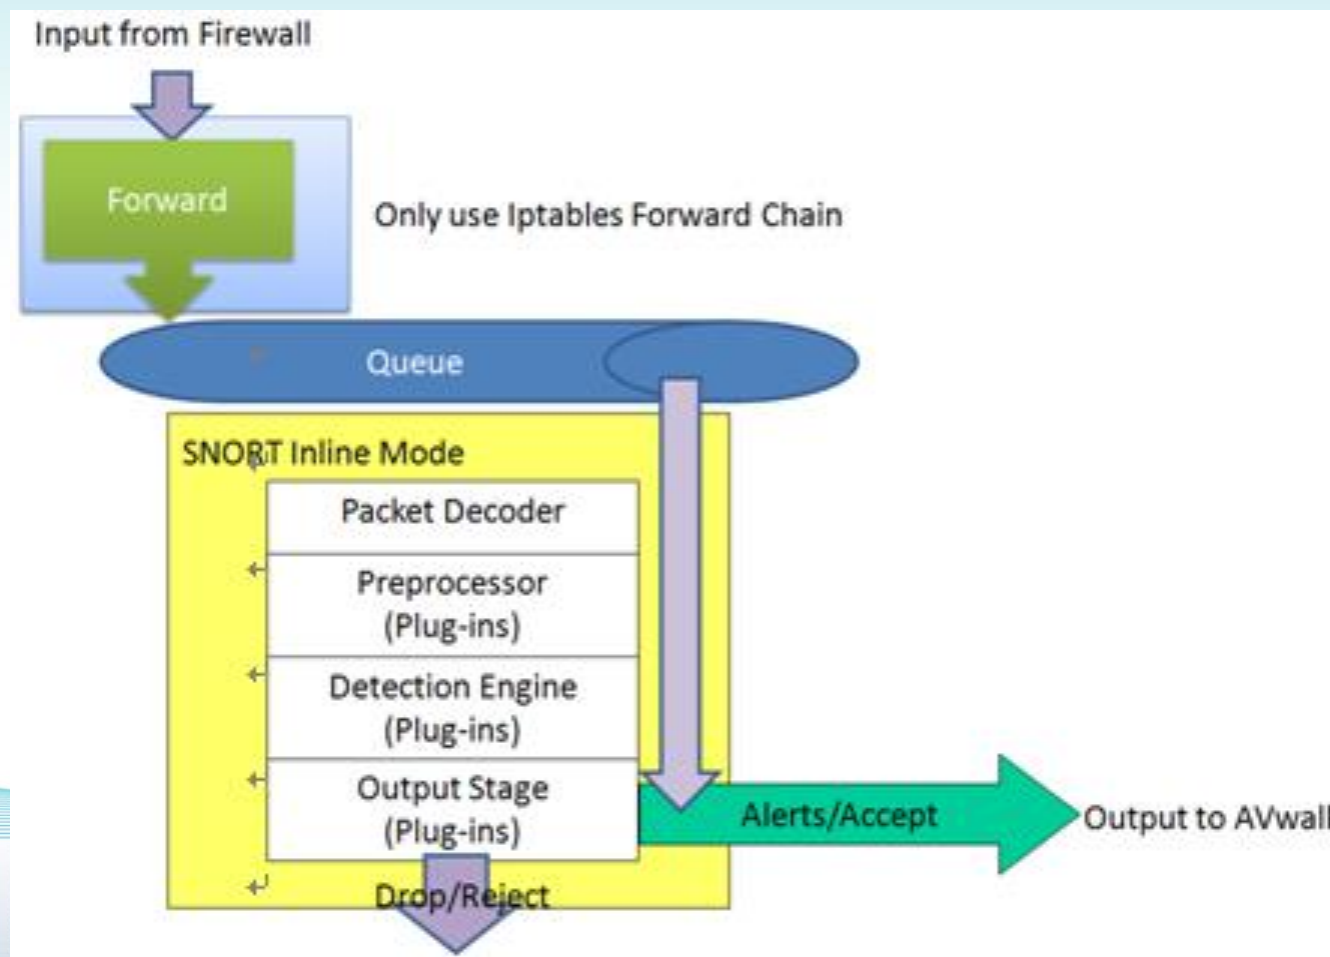 Input from Firewall
Forward
Only use Iptables Forward Chain
Queue
SNORT Inline Mode
Packet Decoder
Preprocessor
(Plug-ins)
Detection Engine
(Plug-ins)
Output Stage
(Plug-ins)
Alerts/Accept
Output to AVwall
Drop/Reject